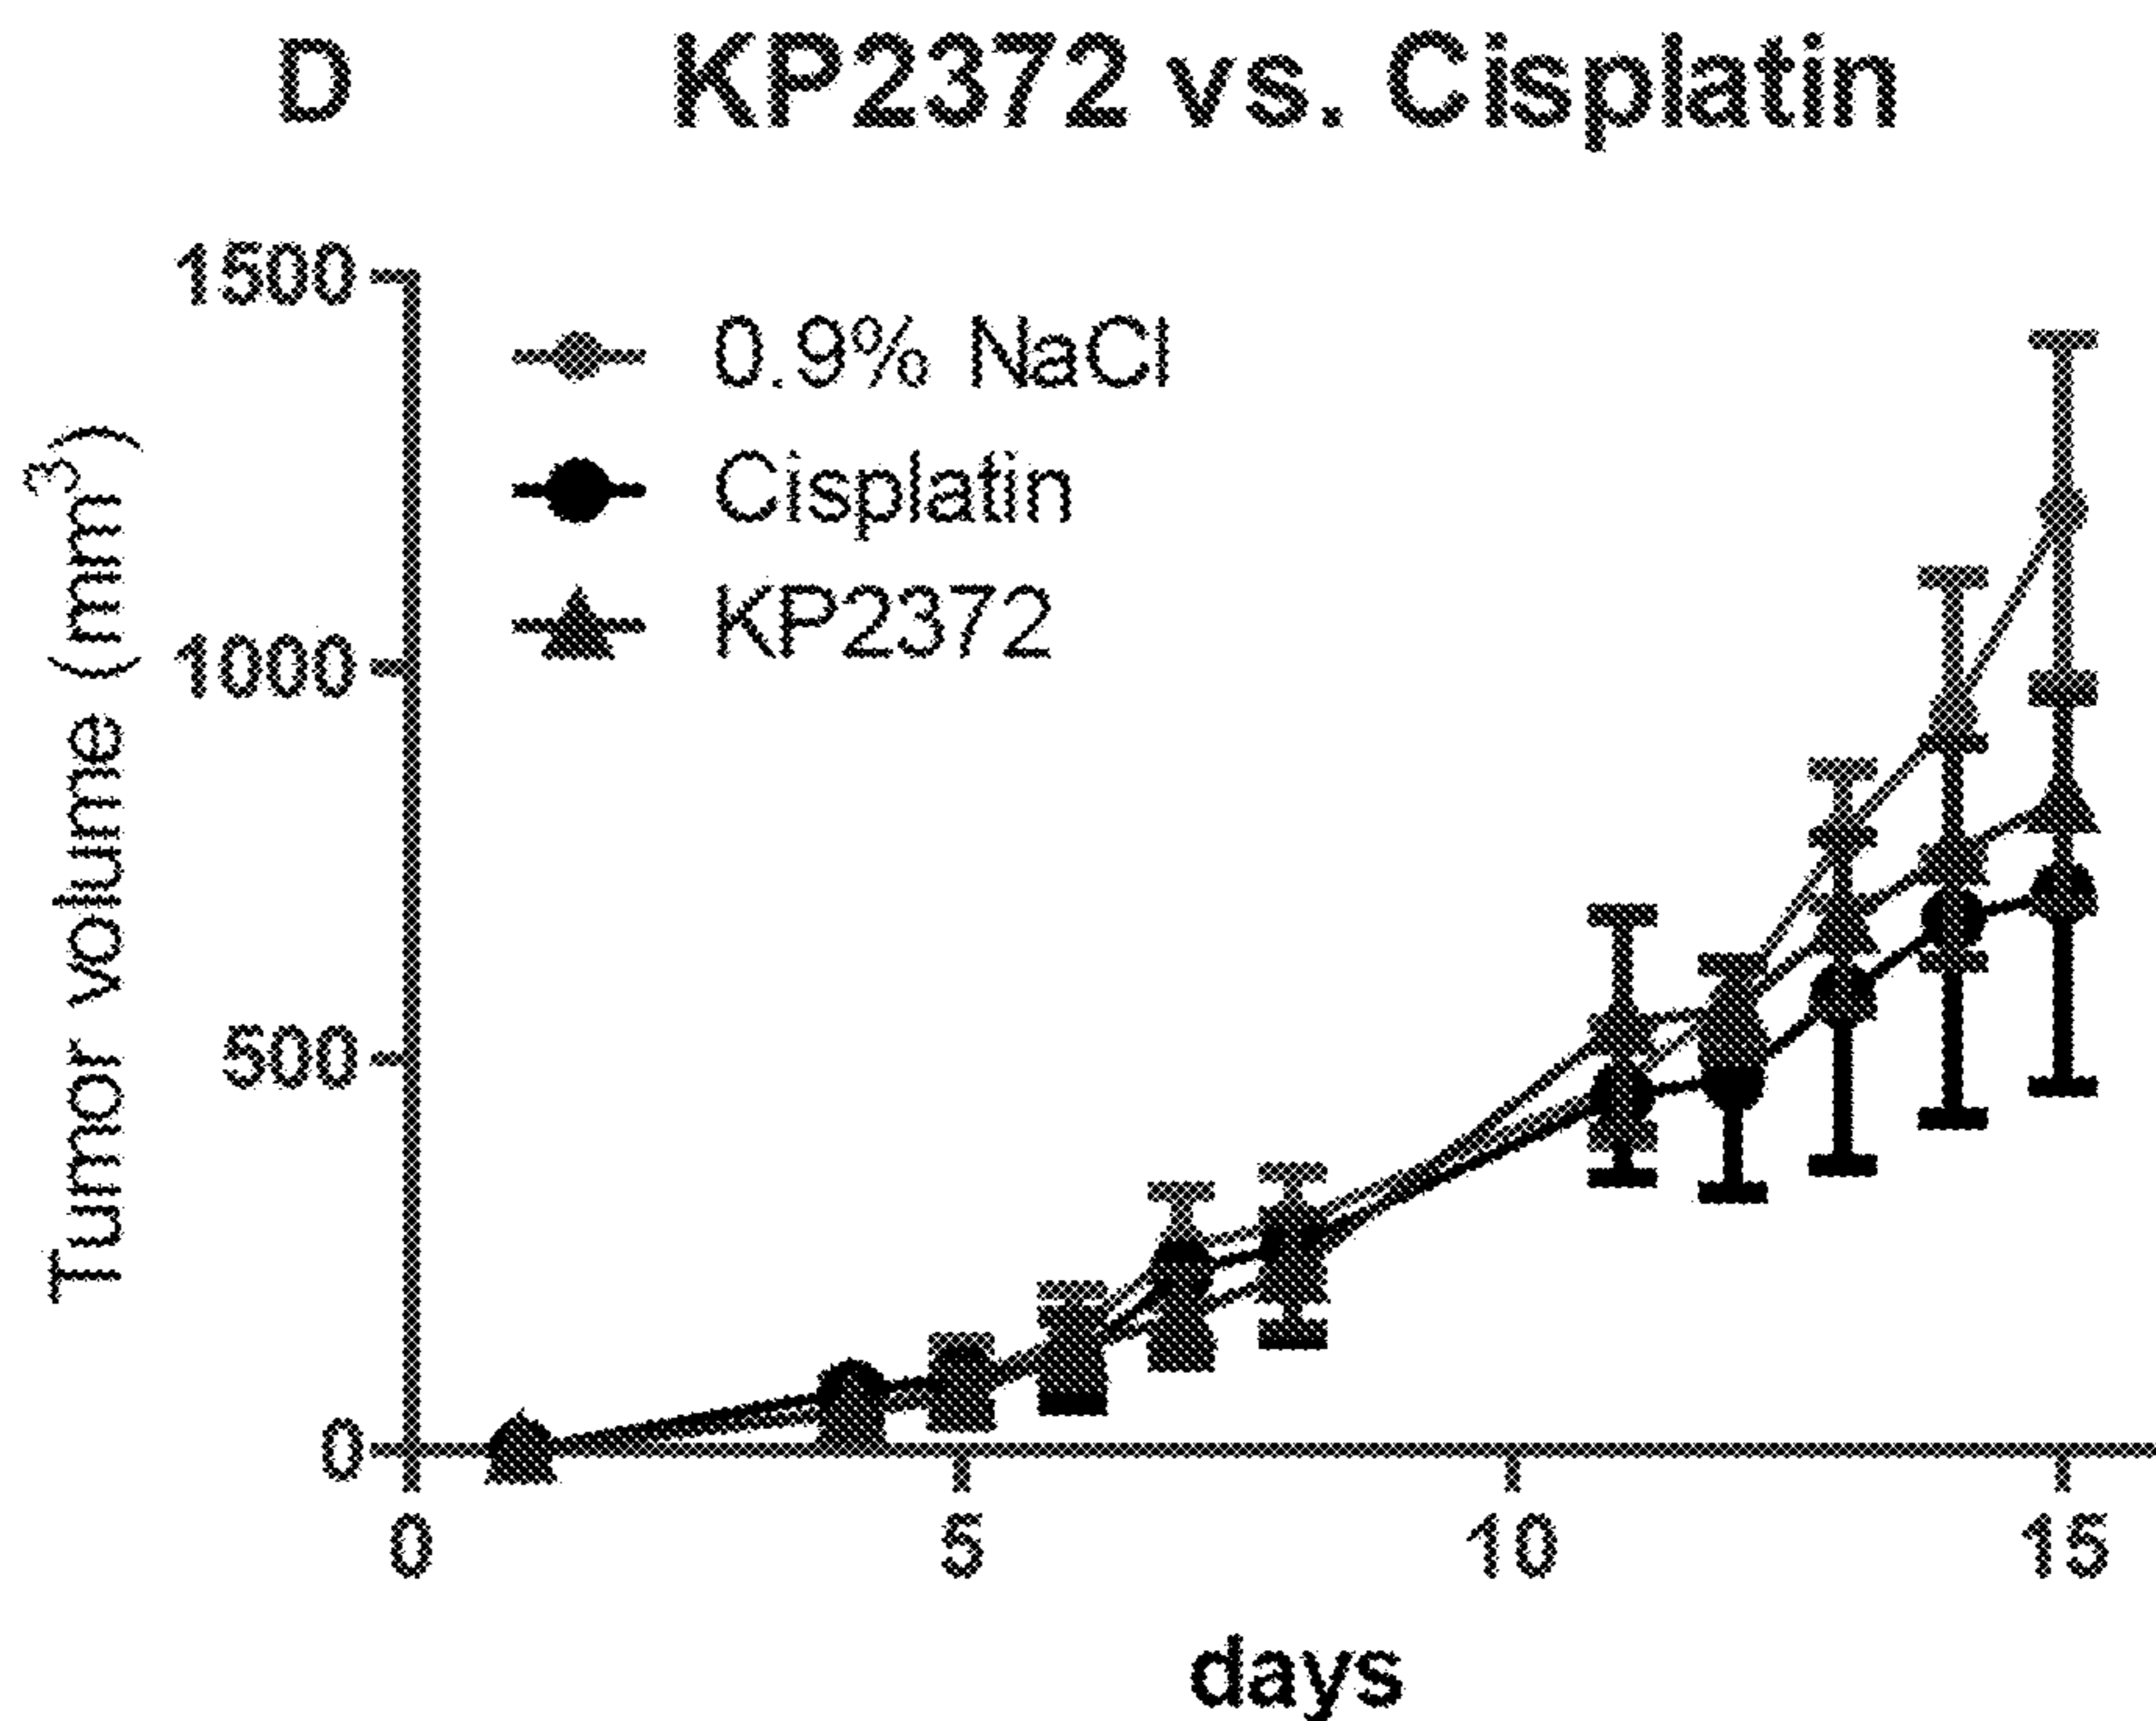 D KP2372 vs. Cisplatin
1500
1000
500
0
Tumor volume (mm³)
0.9% NaCl
Cisplatin
KP2372
0 5 10 15
days